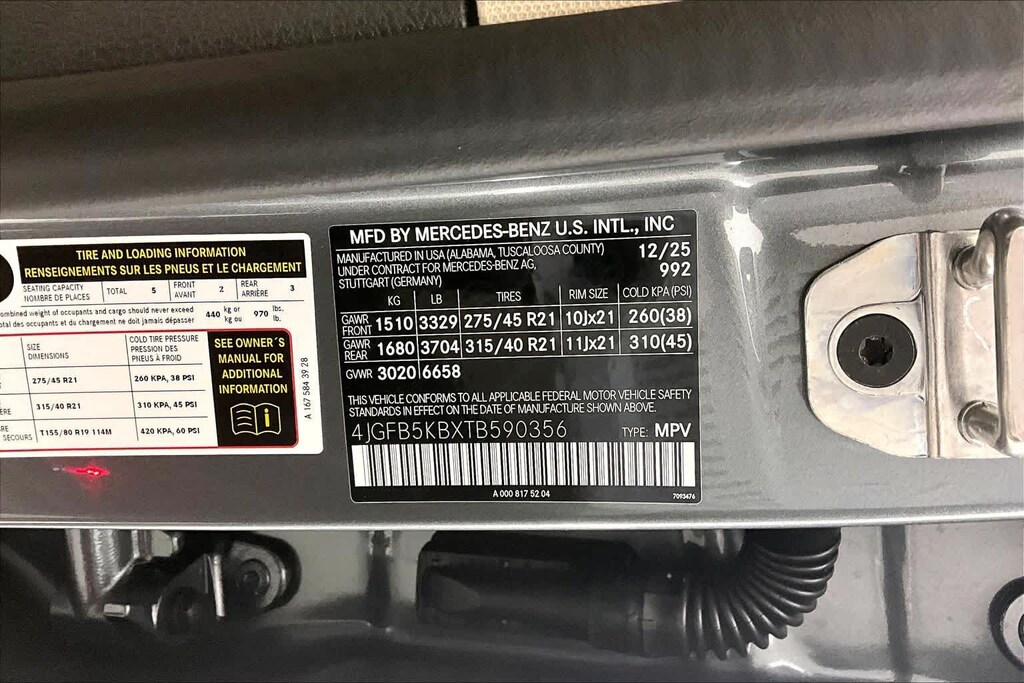 TIRE AND LOADING INFORMATION
RENSEIGNEMENTS SUR LES PNEUS ET LE CHARGEMENT
SEATING CAPACITY
NOMBRE DE PLACES
TOTAL 5
FRONT
AVANT
2
REAR
ARRIÈRE
3
ombined weight of occupants and cargo should never exceed
otal des occupants et du chargement ne doit jamais dépasser
440 kg or
kg ou
970 lbs.
lb.
SIZE
DIMENSIONS
COLD TIRE PRESSURE
PRESSION DES
PNEUS À FROID
275/45 R21 260 KPA, 38 PSI
315/40 R21 310 KPA, 45 PSI
SECOURS T155/80 R19 114M 420 KPA, 60 PSI
SEE OWNER´S
MANUAL FOR
ADDITIONAL
INFORMATION
i
A 167 584 39 28
MFD BY MERCEDES-BENZ U.S. INTL., INC
MANUFACTURED IN USA (ALABAMA, TUSCALOOSA COUNTY) 12/25
UNDER CONTRACT FOR MERCEDES-BENZ AG, 992
STUTTGART (GERMANY)
KG LB TIRES RIM SIZE COLD KPA (PSI)
GAWR
FRONT 1510 3329 275/45 R21 10Jx21 260(38)
GAWR
REAR 1680 3704 315/40 R21 11Jx21 310(45)
GVWR 3020 6658
THIS VEHICLE CONFORMS TO ALL APPLICABLE FEDERAL MOTOR VEHICLE SAFETY
STANDARDS IN EFFECT ON THE DATE OF MANUFACTURE SHOWN ABOVE.
4JGFB5KBXTB590356 TYPE: MPV
A 000 817 52 04
7093476